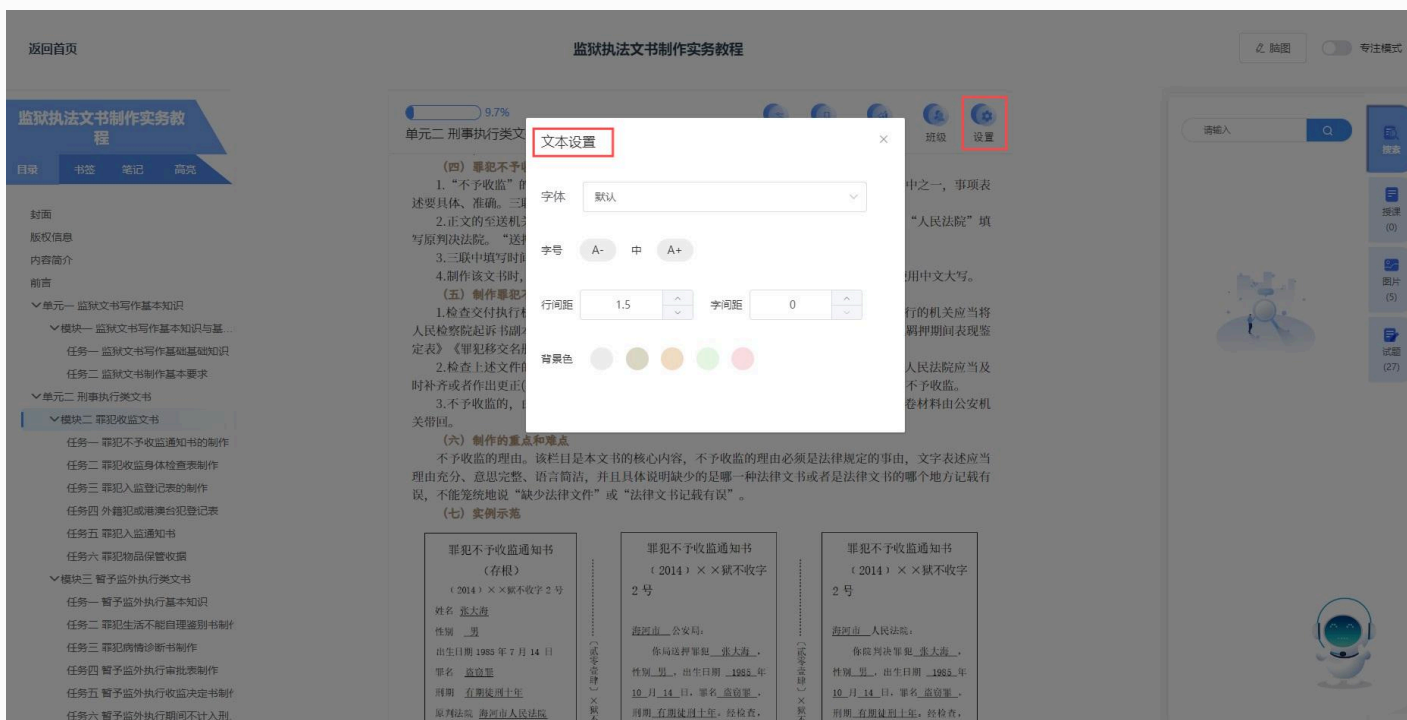 返回首页
监狱执法文书制作实务教程
脑图
专注模式
监狱执法文书制作实务教
程
目录 书签 笔记 高亮
封面
版权信息
内容简介
前言
单元一 监狱文书写作基本知识
模块一 监狱文书写作基本知识与基...
任务一 监狱文书写作基础基础知识
任务二 监狱文书制作基本要求
单元二 刑事执行类文书
模块二 罪犯收监文书
任务一 罪犯不予收监通知书的制作
任务二 罪犯收监身体检查表制作
任务三 罪犯入监登记表的制作
任务四 外籍犯或港澳台犯登记表
任务五 罪犯入监通知书
任务六 罪犯物品保管收据
模块三 暂予监外执行类文书
任务一 暂予监外执行基本知识
任务二 罪犯生活不能自理鉴别书制作
任务三 罪犯病情诊断书制作
任务四 暂予监外执行审批表制作
任务五 暂予监外执行收监决定书制作
任务六 暂予监外执行期间不计入刑
9.7%
单元二 刑事执行类文
班级
设置
文本设置
字体 默认
字号 A- 中 A+
行间距 1.5 字间距 0
背景色
（四）罪犯不予收
1.“不予收监”的
中之一，事项表
述要具体、准确。三联
2.正文的至送机关
“人民法院”填
写原判决法院。“送押
3.三联中填写时间
4.制作该文书时，
用中文大写。
（五）制作罪犯不
1.检查交付执行机
行的机关应当将
人民检察院起诉书副本
羁押期间表现鉴
定表》《罪犯移交名册
2.检查上述文件的
人民法院应当及
时补齐或者作出更正(
不予收监。
3.不予收监的，由
卷材料由公安机
关带回。
（六）制作的重点和难点
不予收监的理由。该栏目是本文书的核心内容，不予收监的理由必须是法律规定的事由，文字表述应当
理由充分、意思完整、语言简洁，并且具体说明缺少的是哪一种法律文书或者是法律文书的哪个地方记载有
误，不能笼统地说“缺少法律文件”或“法律文书记载有误”。
（七）实例示范
罪犯不予收监通知书
（存根）
（2014）××狱不收字 2 号
姓名 张大海
性别 男
出生日期 1985 年 7 月 14 日
罪名 盗窃罪
刑期 有期徒刑十年
原判法院 海河市人民法院
（贰零壹肆）×狱
罪犯不予收监通知书
（2014）××狱不收字
2 号
海河市 公安局：
你局送押罪犯 张大海 ，
性别 男 ，出生日期 1985 年
10 月 14 日，罪名 盗窃罪 ，
刑期 有期徒刑十年，经检查，
（贰零壹肆）×狱
罪犯不予收监通知书
（2014）××狱不收字
2 号
海河市 人民法院：
你院判决罪犯 张大海 ，
性别 男 ，出生日期 1985 年
10 月 14 日，罪名 盗窃罪 ，
刑期 有期徒刑十年，经检查，
请输入
搜索
授课
(0)
图片
(5)
试题
(27)